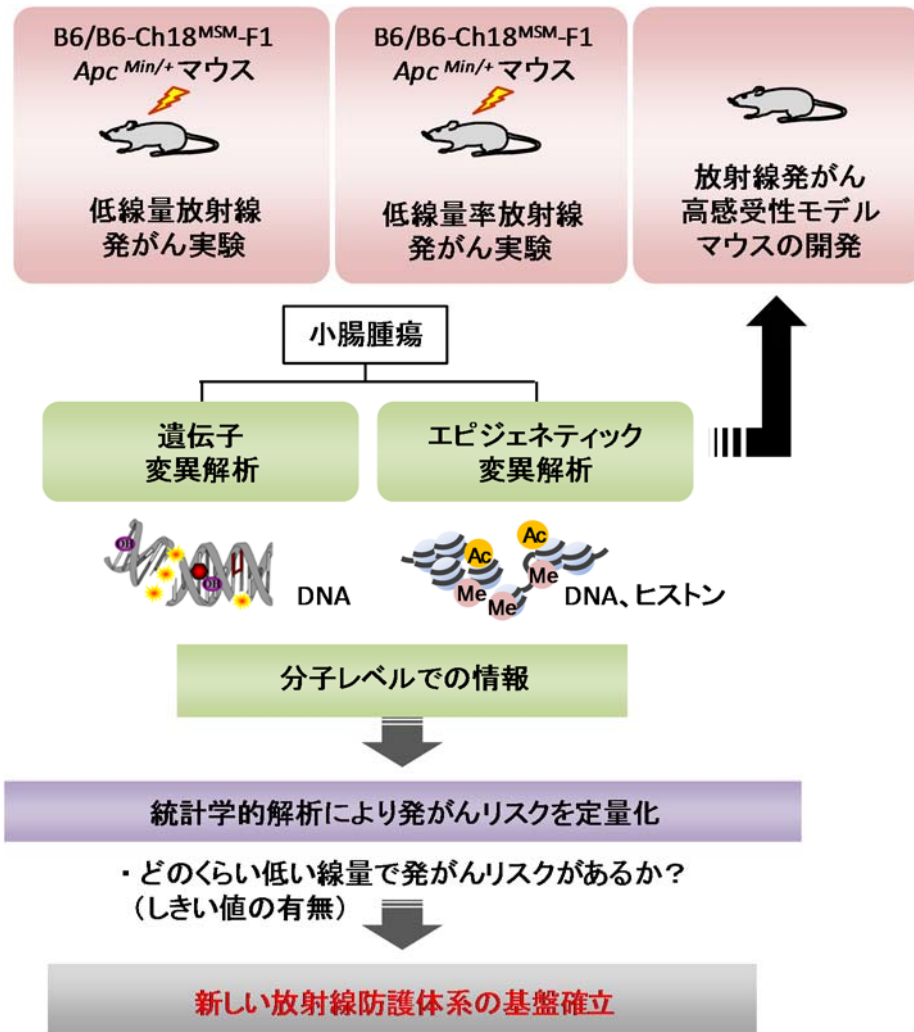 B6/B6-Ch18MSM-F1
Apc Min/+マウス
低線量放射線
発がん実験
B6/B6-Ch18MSM-F1
Apc Min/+マウス
低線量率放射線
発がん実験
放射線発がん
高感受性モデル
マウスの開発
小腸腫瘍
遺伝子
変異解析
エピジェネティック
変異解析
OH
OH
DNA
Ac
Ac
Me
Me
Me
DNA、ヒストン
分子レベルでの情報
統計学的解析により発がんリスクを定量化
・どのくらい低い線量で発がんリスクがあるか?
(しきい値の有無)
新しい放射線防護体系の基盤確立